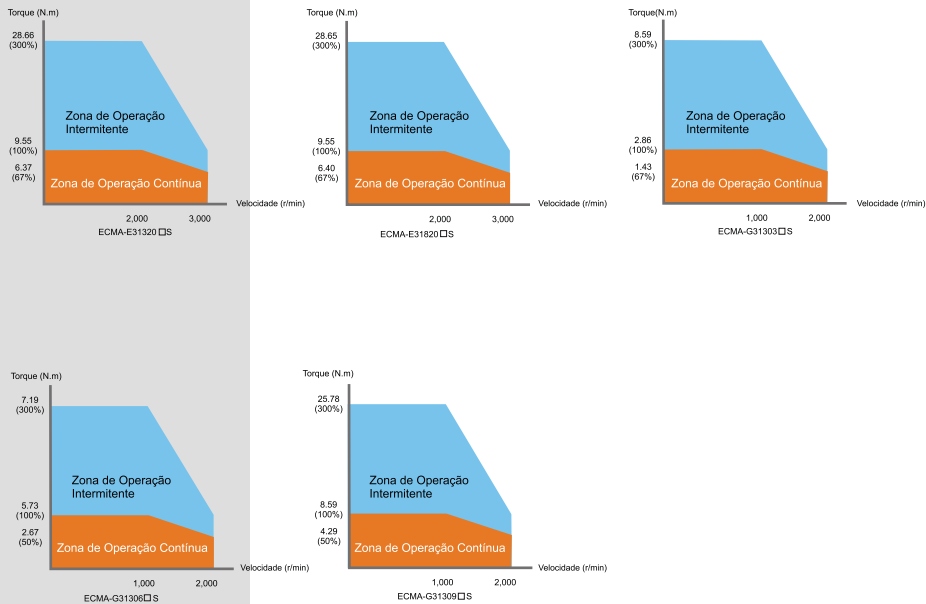 Torque (N.m)
28.66
(300%)
Zona de Operação
Intermitente
9.55
(100%)
6.37
(67%)
Zona de Operação Contínua
Velocidade (r/min)
2,000
3,000
ECMA-E31320□S
Torque (N.m)
28.65
(300%)
Zona de Operação
Intermitente
9.55
(100%)
6.40
(67%)
Zona de Operação Contínua
Velocidade (r/min)
2,000
3,000
ECMA-E31820□S
Torque(N.m)
8.59
(300%)
Zona de Operação
Intermitente
2.86
(100%)
1.43
(67%)
Zona de Operação Contínua
Velocidade (r/min)
1,000
2,000
ECMA-G31303□S
Torque (N.m)
7.19
(300%)
Zona de Operação
Intermitente
5.73
(100%)
2.67
(50%)
Zona de Operação Contínua
Velocidade (r/min)
1,000
2,000
ECMA-G31306□S
Torque (N.m)
25.78
(300%)
Zona de Operação
Intermitente
8.59
(100%)
4.29
(50%)
Zona de Operação Contínua
Velocidade (r/min)
1,000
2,000
ECMA-G31309□S